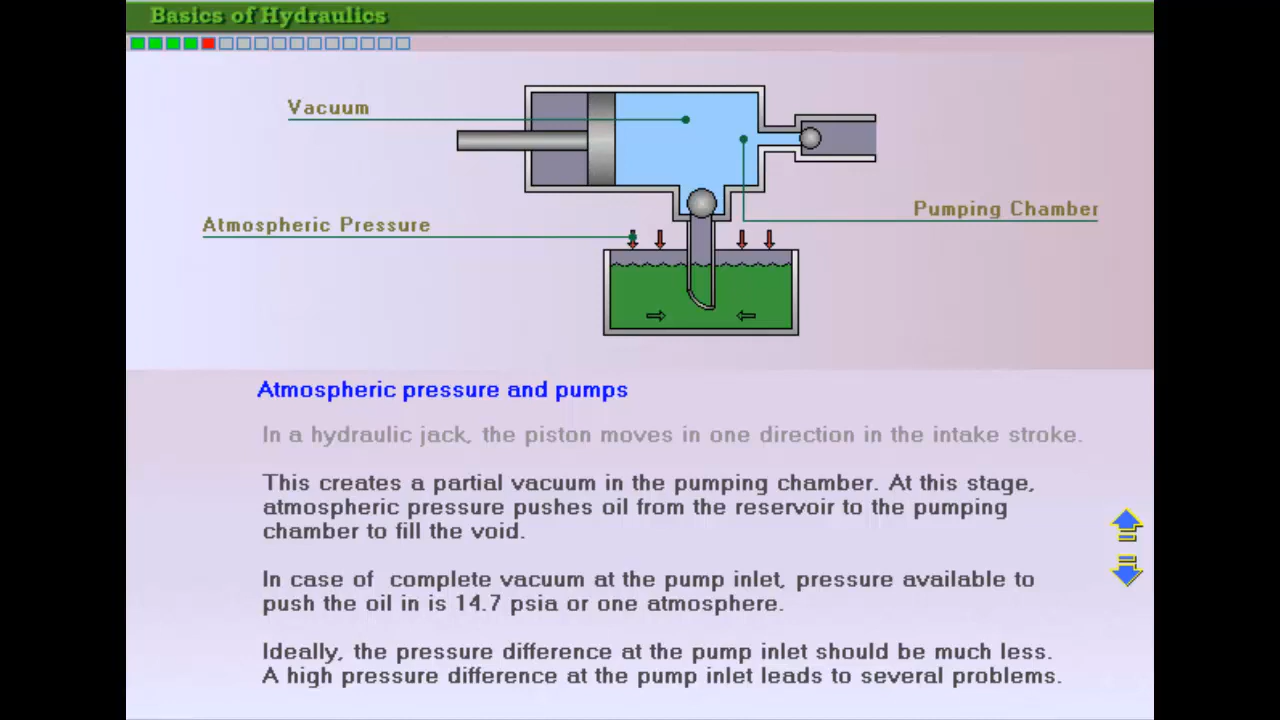 Basics of Hydraulics
Vacuum
Atmospheric Pressure
Pumping Chamber
Atmospheric pressure and pumps
In a hydraulic jack, the piston moves in one direction in the intake stroke.
This creates a partial vacuum in the pumping chamber. At this stage,
atmospheric pressure pushes oil from the reservoir to the pumping
chamber to fill the void.
In case of  complete vacuum at the pump inlet, pressure available to
push the oil in is 14.7 psia or one atmosphere.
Ideally, the pressure difference at the pump inlet should be much less.
A high pressure difference at the pump inlet leads to several problems.